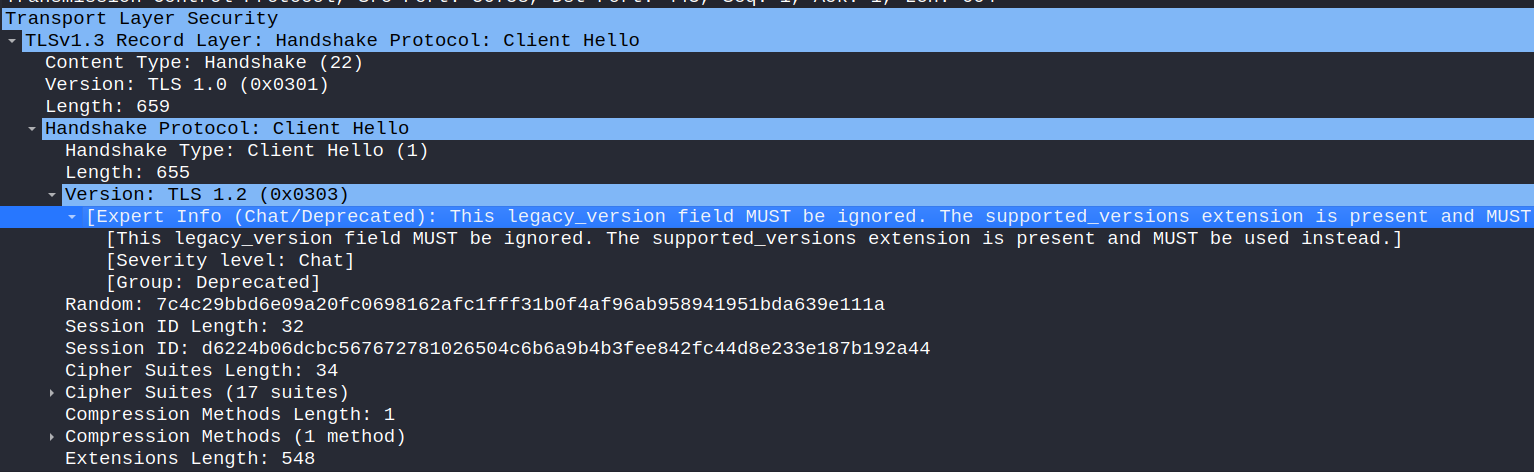 Transport Layer Security
TLSv1.3 Record Layer: Handshake Protocol: Client Hello
Content Type: Handshake (22)
Version: TLS 1.0 (0x0301)
Length: 659
Handshake Protocol: Client Hello
Handshake Type: Client Hello (1)
Length: 655
Version: TLS 1.2 (0x0303)
[Expert Info (Chat/Deprecated): This legacy_version field MUST be ignored. The supported_versions extension is present and MUST
[This legacy_version field MUST be ignored. The supported_versions extension is present and MUST be used instead.]
[Severity level: Chat]
[Group: Deprecated]
Random: 7c4c29bbd6e09a20fc0698162afc1fff31b0f4af96ab958941951bda639e111a
Session ID Length: 32
Session ID: d6224b06dcbc567672781026504c6b6a9b4b3fee842fc44d8e233e187b192a44
Cipher Suites Length: 34
Cipher Suites (17 suites)
Compression Methods Length: 1
Compression Methods (1 method)
Extensions Length: 548